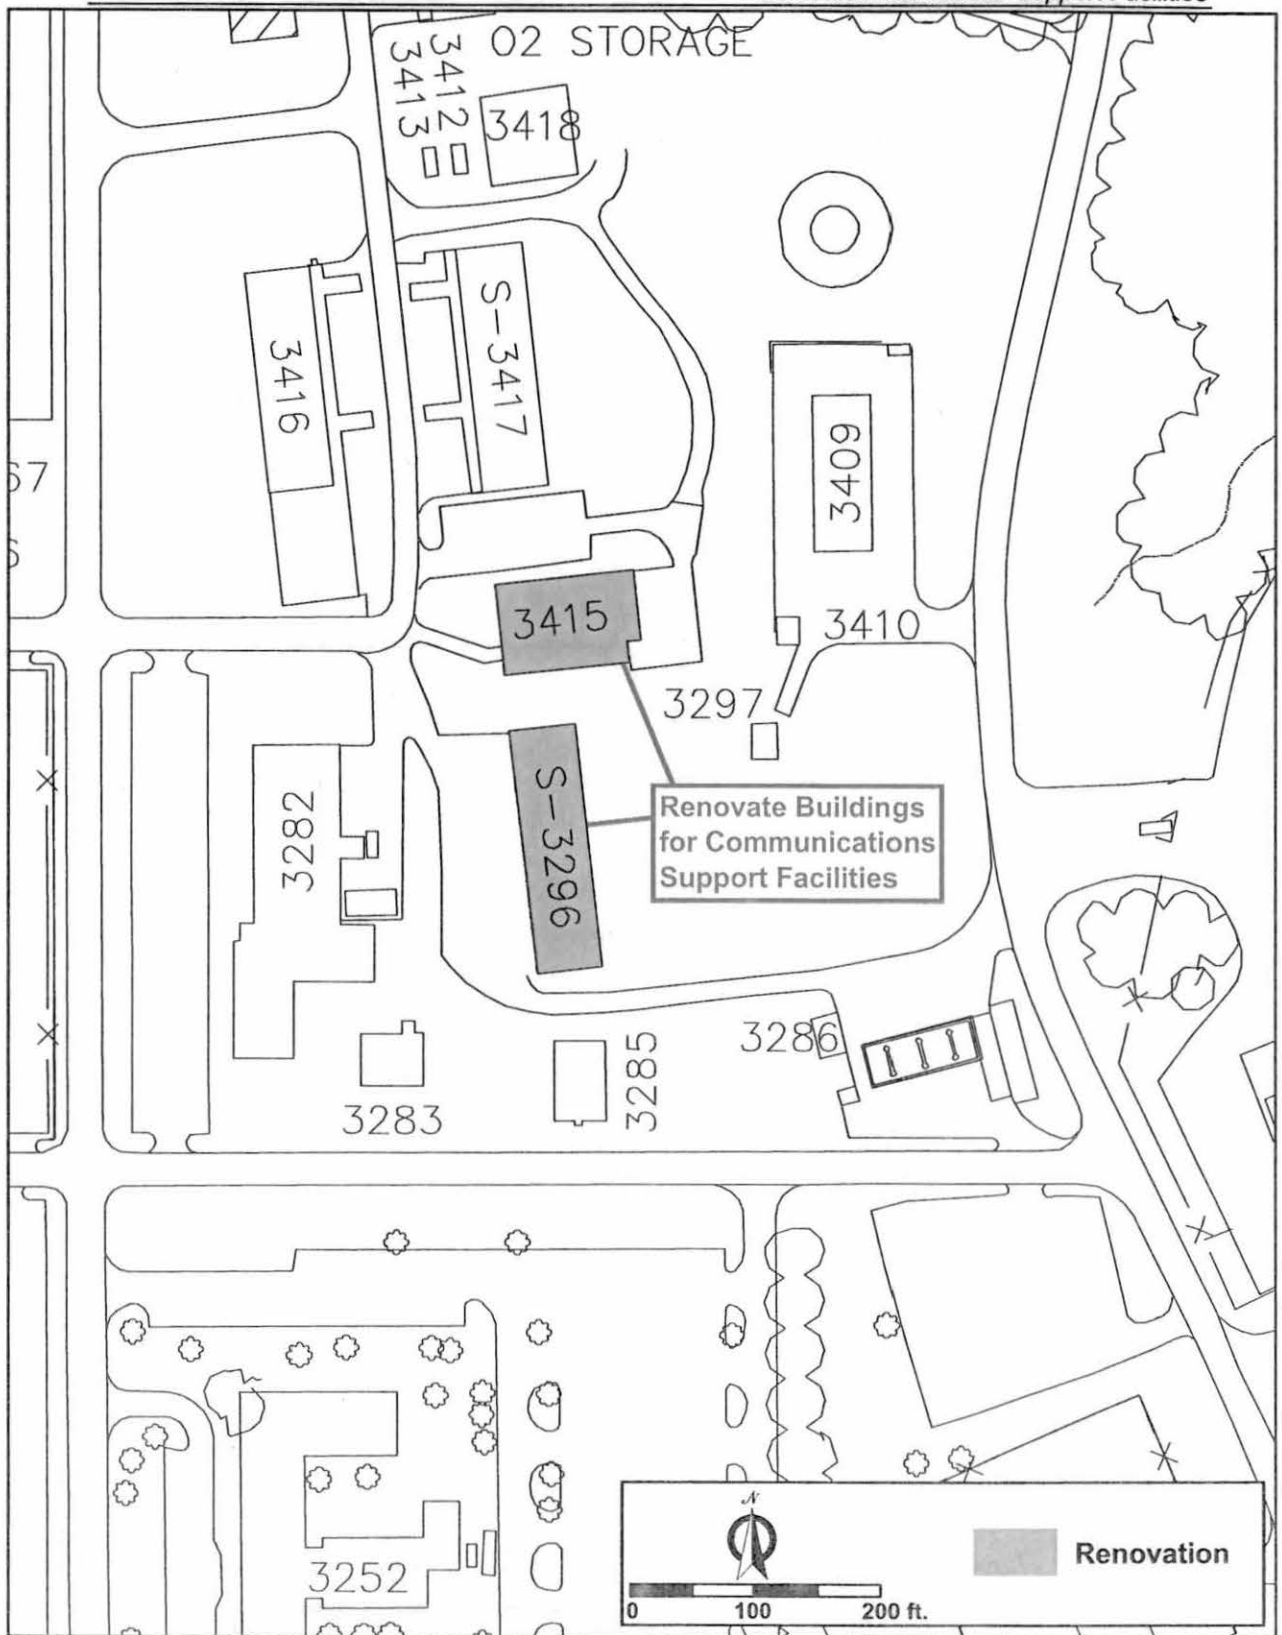 O2 STORAGE
3412
3413
3418
3416
S-3417
3409
67
3415
3410
3297
Renovate Buildings
for Communications
Support Facilities
3282
S-3296
3286
3285
3283
N
Renovation
0 100 200 ft.
3252